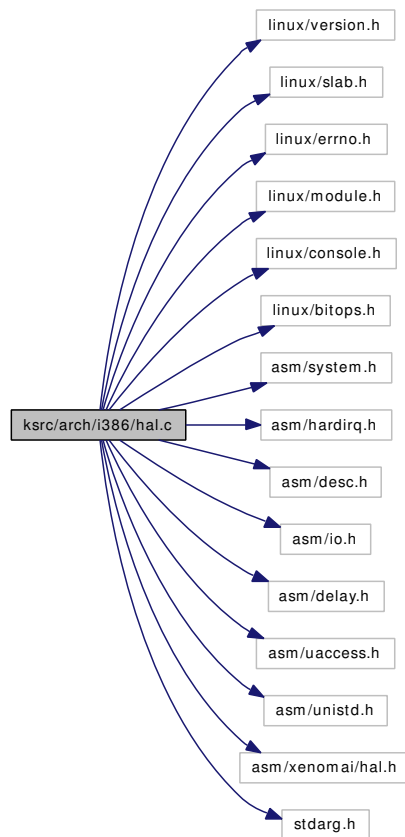 linux/version.h
linux/slab.h
linux/errno.h
linux/module.h
linux/console.h
linux/bitops.h
asm/system.h
ksrc/arch/i386/hal.c
asm/hardirq.h
asm/desc.h
asm/io.h
asm/delay.h
asm/uaccess.h
asm/unistd.h
asm/xenomai/hal.h
stdarg.h